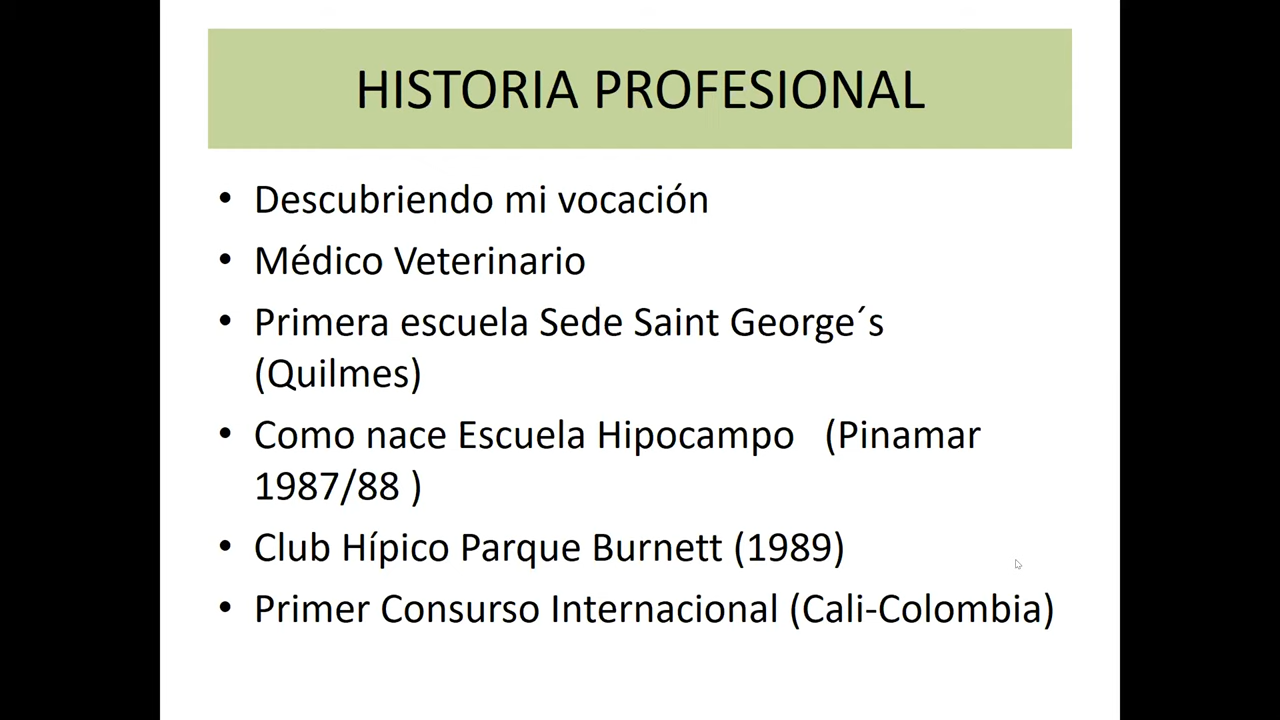 HISTORIA PROFESIONAL
• Descubriendo mi vocación
• Médico Veterinario
• Primera escuela Sede Saint George´s
(Quilmes)
• Como nace Escuela Hipocampo (Pinamar
1987/88 )
• Club Hípico Parque Burnett (1989)
• Primer Consurso Internacional (Cali-Colombia)